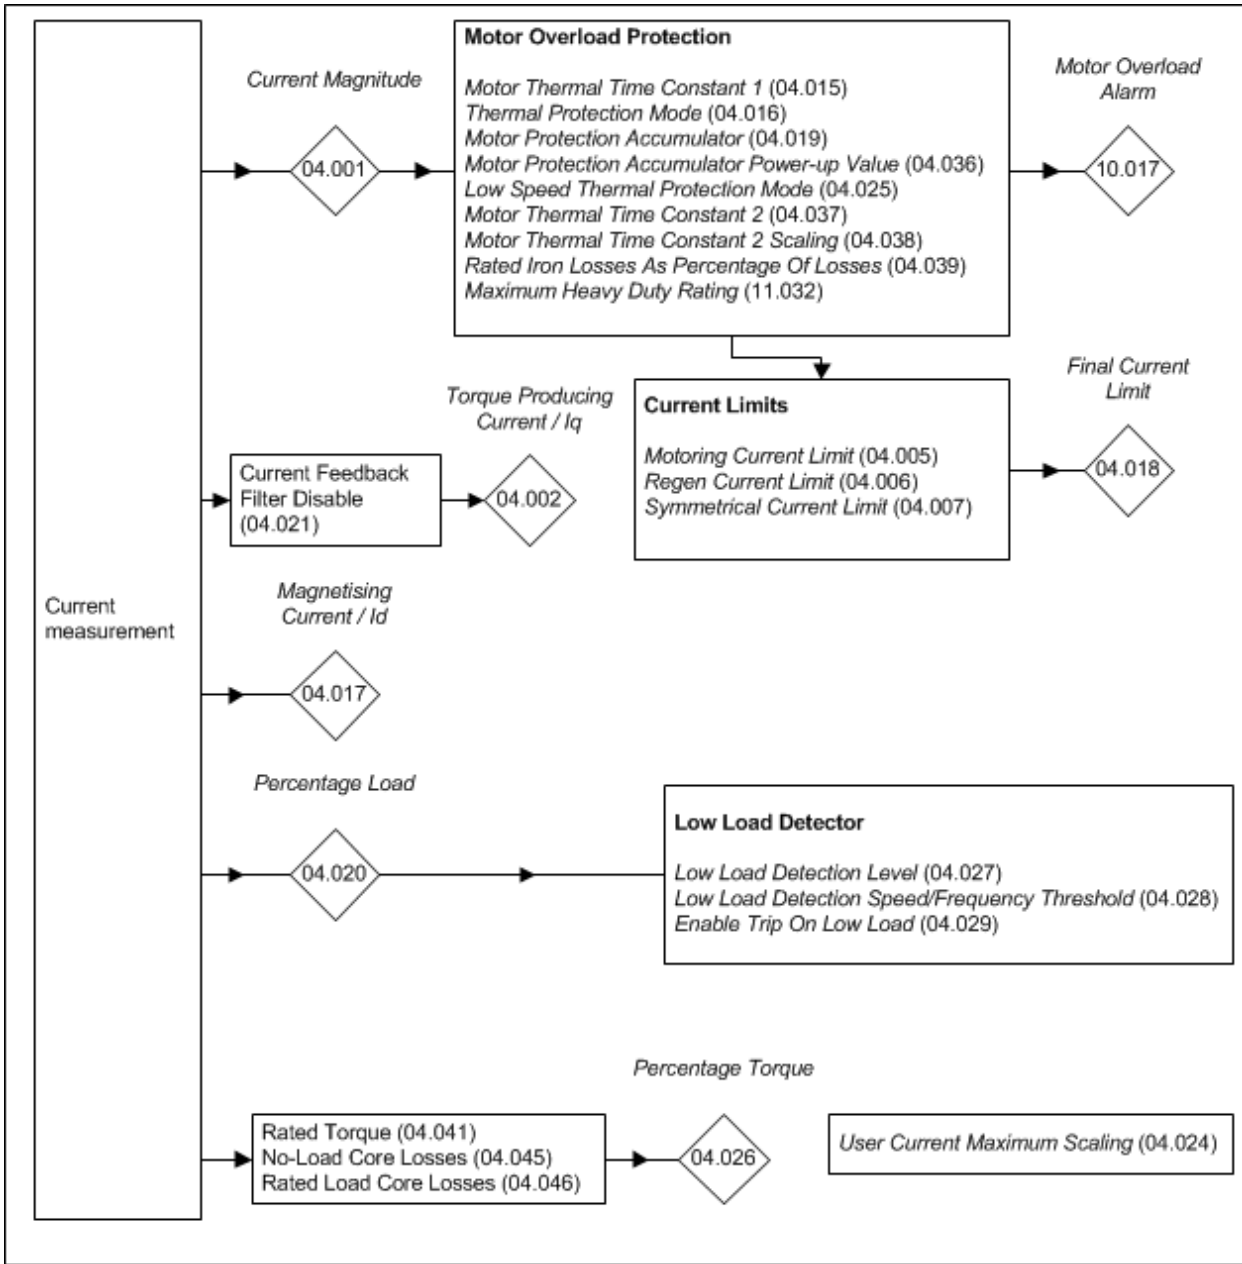 Current
measurement
Current Magnitude
04.001
Motor Overload Protection
Motor Thermal Time Constant 1 (04.015)
Thermal Protection Mode (04.016)
Motor Protection Accumulator (04.019)
Motor Protection Accumulator Power-up Value (04.036)
Low Speed Thermal Protection Mode (04.025)
Motor Thermal Time Constant 2 (04.037)
Motor Thermal Time Constant 2 Scaling (04.038)
Rated Iron Losses As Percentage Of Losses (04.039)
Maximum Heavy Duty Rating (11.032)
Motor Overload
Alarm
10.017
Current Feedback
Filter Disable
(04.021)
Torque Producing
Current / Iq
04.002
Current Limits
Motoring Current Limit (04.005)
Regen Current Limit (04.006)
Symmetrical Current Limit (04.007)
Final Current
Limit
04.018
Magnetising
Current / Id
04.017
Percentage Load
04.020
Low Load Detector
Low Load Detection Level (04.027)
Low Load Detection Speed/Frequency Threshold (04.028)
Enable Trip On Low Load (04.029)
Rated Torque (04.041)
No-Load Core Losses (04.045)
Rated Load Core Losses (04.046)
Percentage Torque
04.026
User Current Maximum Scaling (04.024)